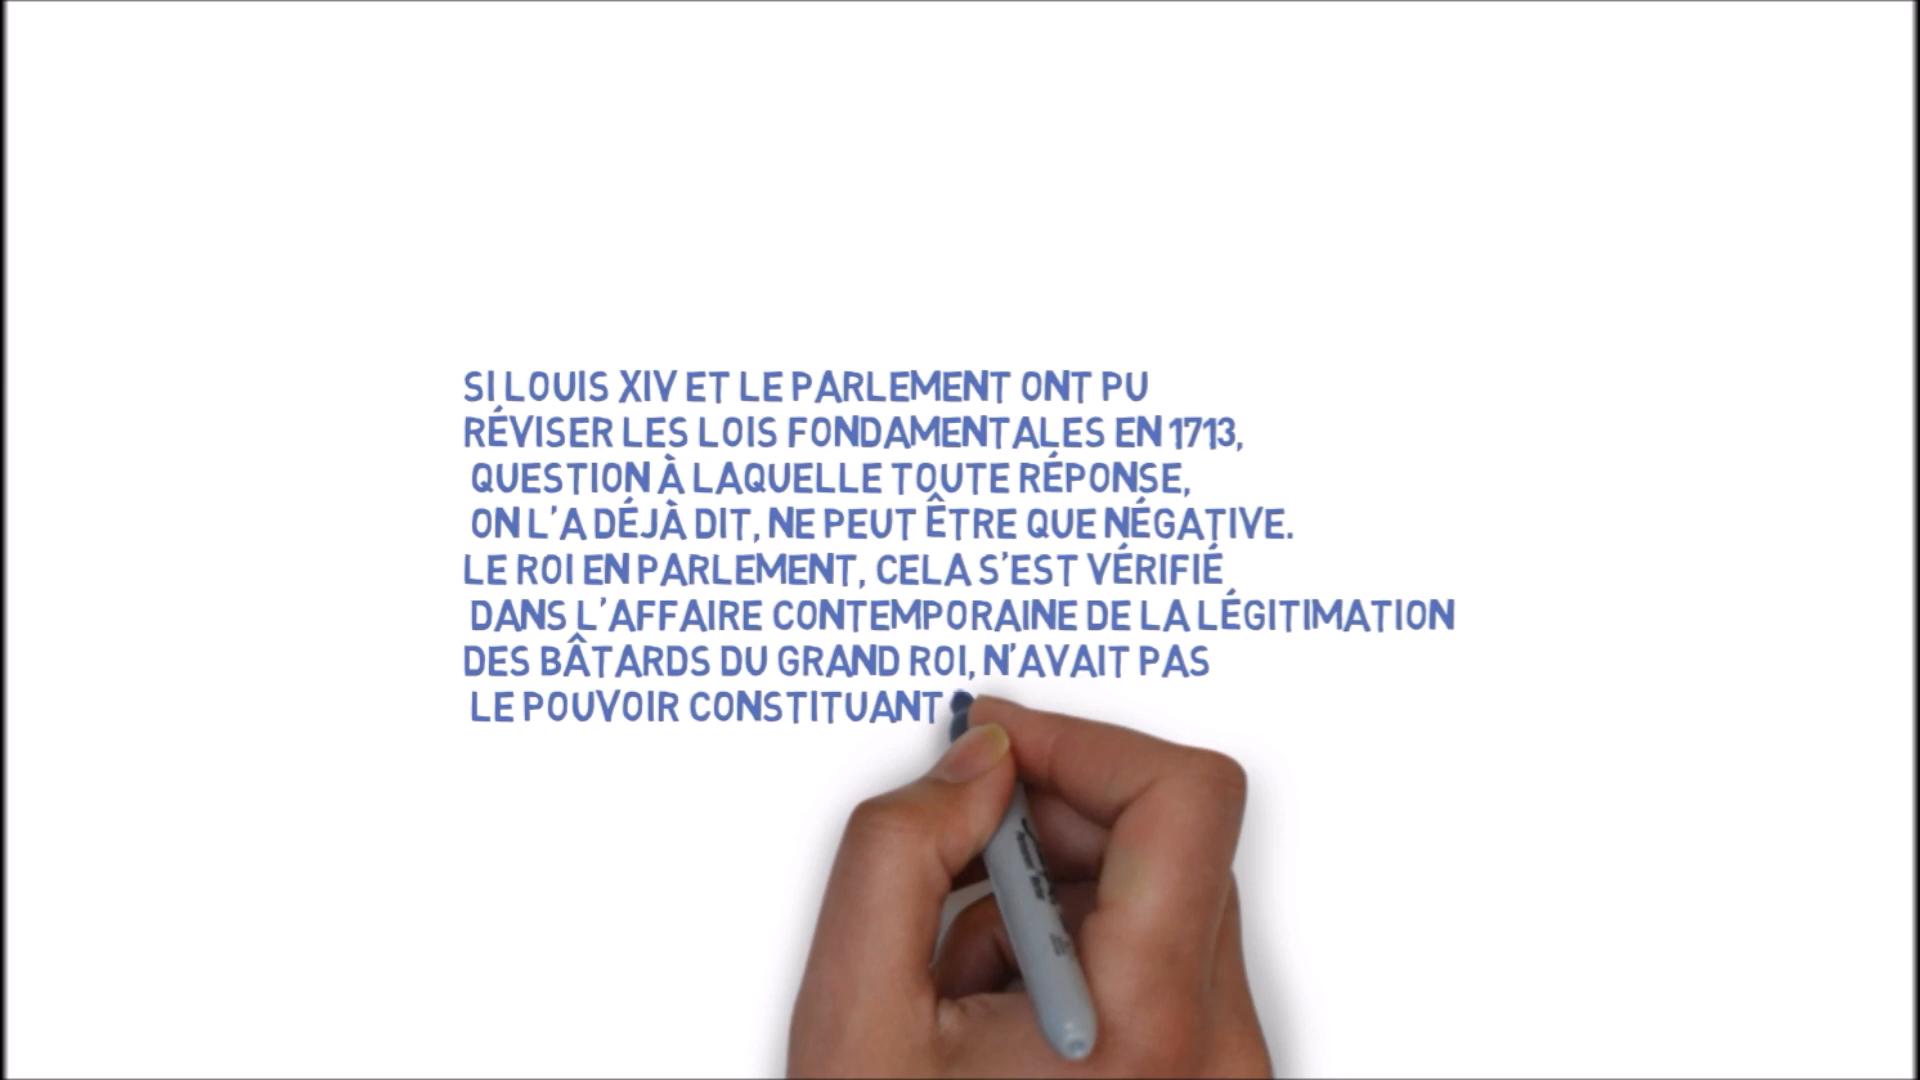 SI LOUIS XIV ET LE PARLEMENT ONT PU
RÉVISER LES LOIS FONDAMENTALES EN 1713,
QUESTION À LAQUELLE TOUTE RÉPONSE,
ON L'A DÉJÀ DIT, NE PEUT ÊTRE QUE NÉGATIVE.
LE ROI EN PARLEMENT, CELA S'EST VÉRIFIÉ
DANS L'AFFAIRE CONTEMPORAINE DE LA LÉGITIMATION
DES BÂTARDS DU GRAND ROI, N'AVAIT PAS
LE POUVOIR CONSTITUANT